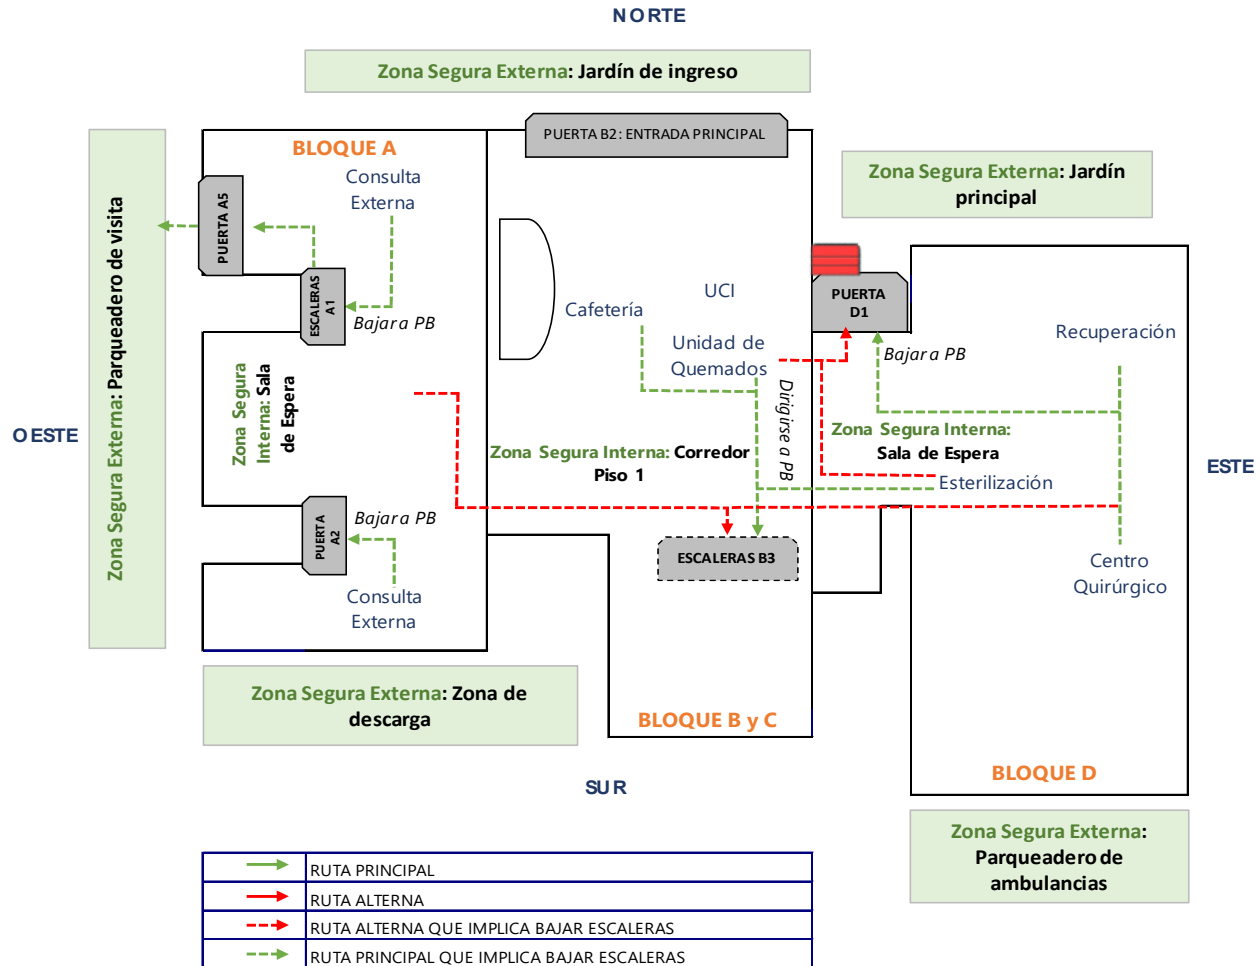 NORTE
Zona Segura Externa: Jardín de ingreso
PUERTA B2: ENTRADA PRINCIPAL
BLOQUE A
Consulta
Externa
Zona Segura Externa: Jardín
principal
Zona Segura Externa: Parqueadero de visita
PUERTA A5
ESCALERAS
A1
Bajar a PB
Cafetería
UCI
Unidad de
Quemados
PUERTA
D1
Bajar a PB
Recuperación
OESTE
Zona Segura
Interna: Sala
de Espera
Dirigirse a PB
Zona Segura Interna: Corredor
Piso 1
Zona Segura Interna:
Sala de Espera
ESTE
Esterilización
PUERTA
A2
Bajar a PB
ESCALERAS B3
Consulta
Externa
Centro
Quirúrgico
Zona Segura Externa: Zona de
descarga
BLOQUE B y C
BLOQUE D
SUR
Zona Segura Externa:
Parqueadero de
ambulancias
RUTA PRINCIPAL
RUTA ALTERNA
RUTA ALTERNA QUE IMPLICA BAJAR ESCALERAS
RUTA PRINCIPAL QUE IMPLICA BAJAR ESCALERAS